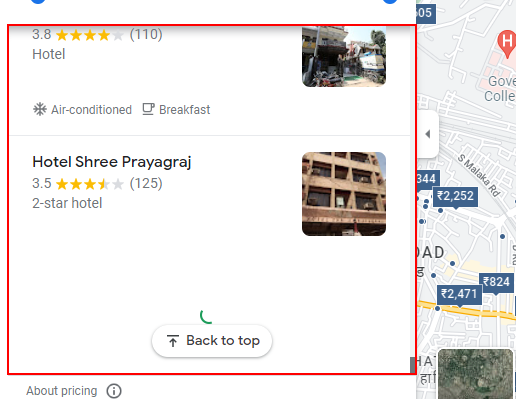 3.8 (110)
Hotel
Air-conditioned Breakfast
Hotel Shree Prayagraj
3.5 (125)
2-star hotel
Back to top
About pricing
505
Gove
Colle
S Malaka Rd
344
₹2,252
OAD
₹824
₹2,471